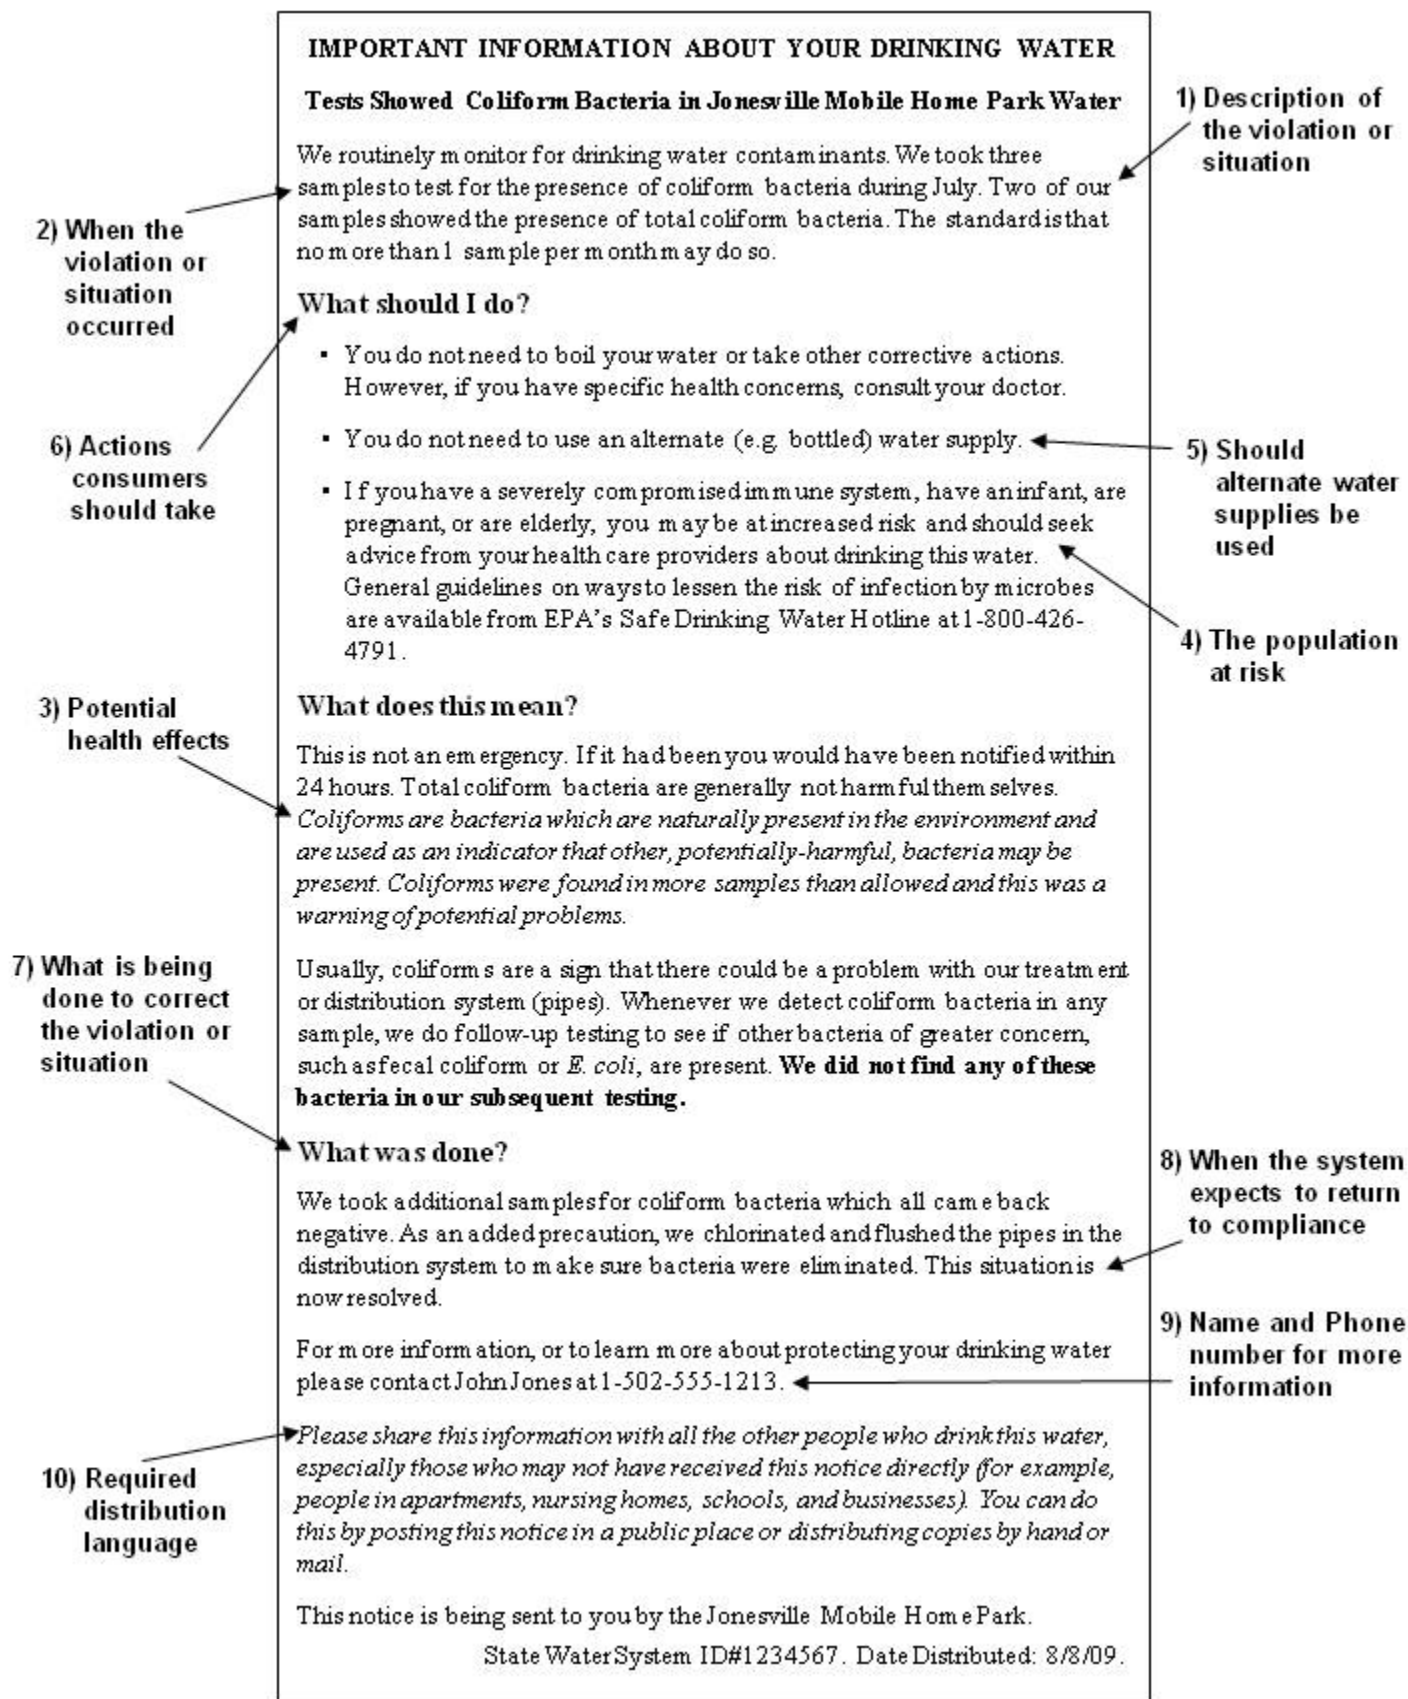 IMPORTANT INFORMATION ABOUT YOUR DRINKING WATER
Tests Showed Coliform Bacteria in Jonesville Mobile Home Park Water
1) Description of
the violation or
situation
We routinely monitor for drinking water contaminants. We took three
samples to test for the presence of coliform bacteria during July. Two of our
samples showed the presence of total coliform bacteria. The standard is that
no more than 1 sample per month may do so.
2) When the
violation or
situation
occurred
What should I do?
▪ You do not need to boil your water or take other corrective actions.
However, if you have specific health concerns, consult your doctor.
▪ You do not need to use an alternate (e.g. bottled) water supply.
6) Actions
consumers
should take
5) Should
alternate water
supplies be
used
▪ If you have a severely compromised immune system, have an infant, are
pregnant, or are elderly, you may be at increased risk and should seek
advice from your health care providers about drinking this water.
General guidelines on ways to lessen the risk of infection by microbes
are available from EPA's Safe Drinking Water Hotline at 1-800-426-
4791.
4) The population
at risk
What does this mean?
3) Potential
health effects
This is not an emergency. If it had been you would have been notified within
24 hours. Total coliform bacteria are generally not harmful themselves.
Coliforms are bacteria which are naturally present in the environment and
are used as an indicator that other, potentially-harmful, bacteria may be
present. Coliforms were found in more samples than allowed and this was a
warning of potential problems.
7) What is being
done to correct
the violation or
situation
Usually, coliforms are a sign that there could be a problem with our treatment
or distribution system (pipes). Whenever we detect coliform bacteria in any
sample, we do follow-up testing to see if other bacteria of greater concern,
such as fecal coliform or E. coli, are present. We did not find any of these
bacteria in our subsequent testing.
What was done?
We took additional samples for coliform bacteria which all came back
negative. As an added precaution, we chlorinated and flushed the pipes in the
distribution system to make sure bacteria were eliminated. This situation is
now resolved.
8) When the system
expects to return
to compliance
For more information, or to learn more about protecting your drinking water
please contact John Jones at 1-502-555-1213.
9) Name and Phone
number for more
information
Please share this information with all the other people who drink this water,
especially those who may not have received this notice directly (for example,
people in apartments, nursing homes, schools, and businesses). You can do
this by posting this notice in a public place or distributing copies by hand or
mail.
10) Required
distribution
language
This notice is being sent to you by the Jonesville Mobile Home Park.
State Water System ID#1234567. Date Distributed: 8/8/09.